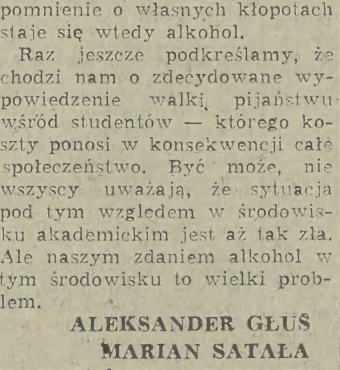 pomnienie o własnych kłopotach
staje się wtedy alkohol.
Raz jeszcze podkreślamy, że
chodzi nam o zdecydowane wy-
powiedzenie walki pijaństwu
wśród studentów — którego ko-
szty ponosi w konsekwencji całe
społeczeństwo. Być może, nie
wszyscy uważają, że sytuacja
pod tym względem w środowis-
ku akademickim jest aż tak zła.
Ale naszym zdaniem alkohol w
tym środowisku to wielki prob-
lem.
ALEKSANDER GŁUŚ
MARIAN SATAŁA